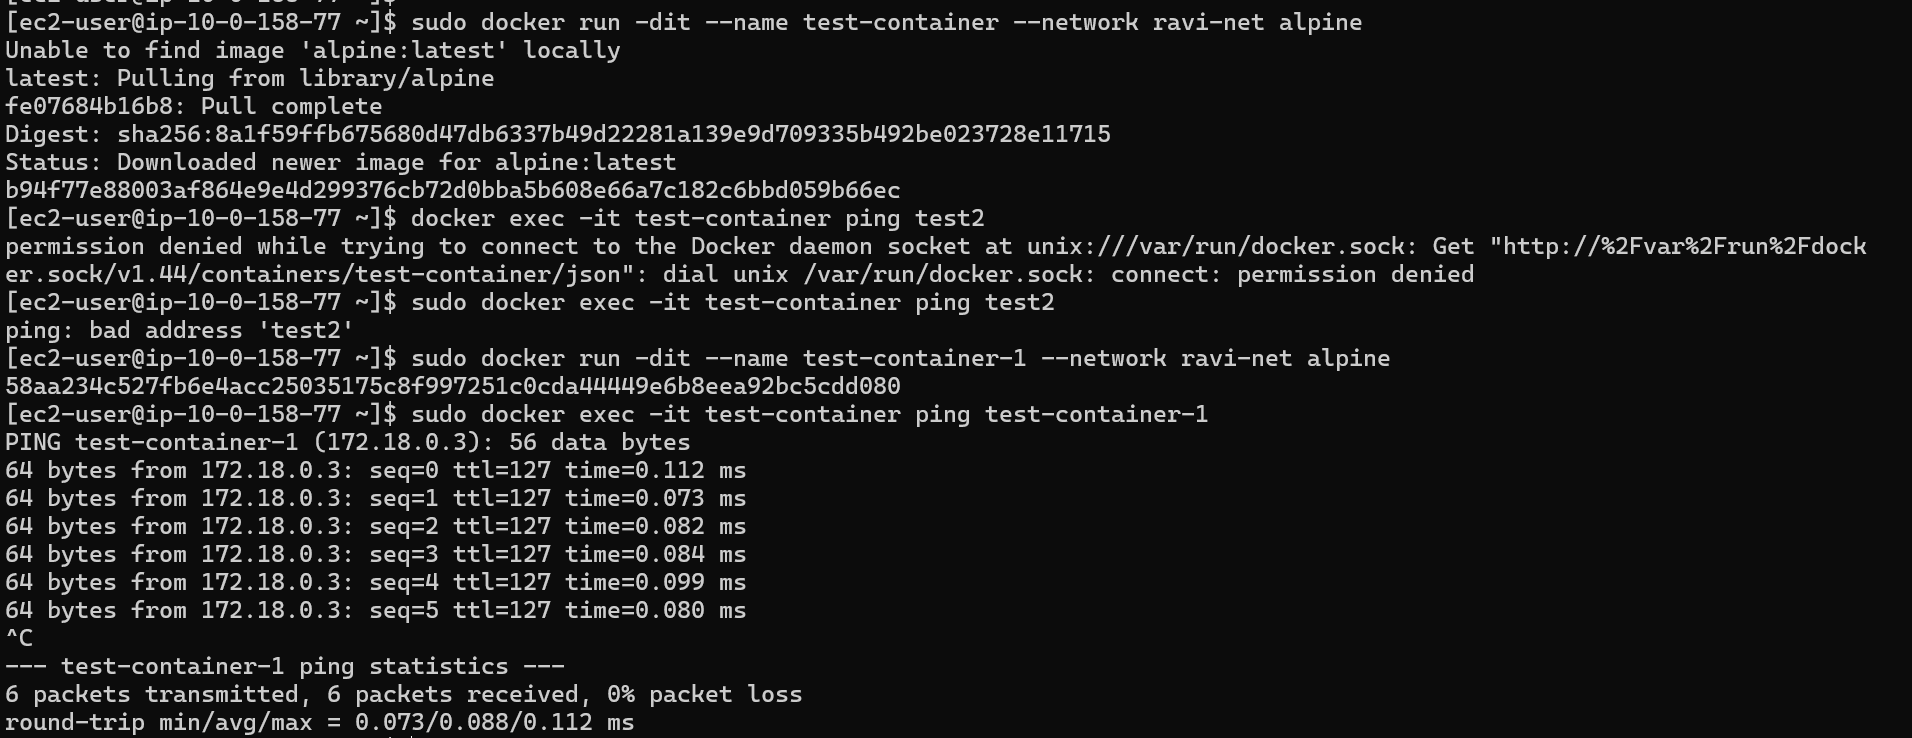 [ec2-user@ip-10-0-158-77 ~]$
[ec2-user@ip-10-0-158-77 ~]$ sudo docker run -dit --name test-container --network ravi-net alpine
Unable to find image 'alpine:latest' locally
latest: Pulling from library/alpine
fe07684b16b8: Pull complete
Digest: sha256:8a1f59ffb675680d47db6337b49d22281a139e9d709335b492be023728e11715
Status: Downloaded newer image for alpine:latest
b94f77e88003af864e9e4d299376cb72d0bba5b608e66a7c182c6bbd059b66ec
[ec2-user@ip-10-0-158-77 ~]$ docker exec -it test-container ping test2
permission denied while trying to connect to the Docker daemon socket at unix:///var/run/docker.sock: Get "http://%2Fvar%2Frun%2Fdock
er.sock/v1.44/containers/test-container/json": dial unix /var/run/docker.sock: connect: permission denied
[ec2-user@ip-10-0-158-77 ~]$ sudo docker exec -it test-container ping test2
ping: bad address 'test2'
[ec2-user@ip-10-0-158-77 ~]$ sudo docker run -dit --name test-container-1 --network ravi-net alpine
58aa234c527fb6e4acc25035175c8f997251c0cda44449e6b8eea92bc5cdd080
[ec2-user@ip-10-0-158-77 ~]$ sudo docker exec -it test-container ping test-container-1
PING test-container-1 (172.18.0.3): 56 data bytes
64 bytes from 172.18.0.3: seq=0 ttl=127 time=0.112 ms
64 bytes from 172.18.0.3: seq=1 ttl=127 time=0.073 ms
64 bytes from 172.18.0.3: seq=2 ttl=127 time=0.082 ms
64 bytes from 172.18.0.3: seq=3 ttl=127 time=0.084 ms
64 bytes from 172.18.0.3: seq=4 ttl=127 time=0.099 ms
64 bytes from 172.18.0.3: seq=5 ttl=127 time=0.080 ms
^C
--- test-container-1 ping statistics ---
6 packets transmitted, 6 packets received, 0% packet loss
round-trip min/avg/max = 0.073/0.088/0.112 ms